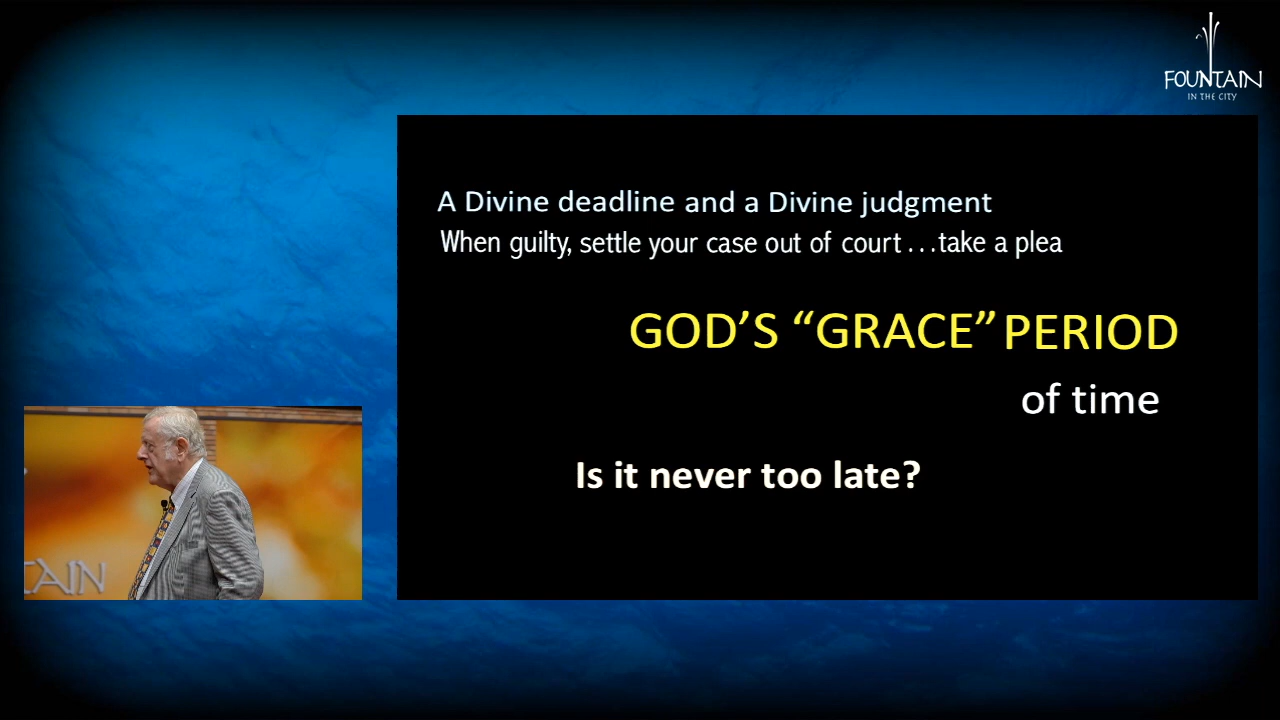 FOUNTAIN
IN THE CITY
A Divine deadline and a Divine judgment
When guilty, settle your case out of court ...take a plea
GOD'S “GRACE” PERIOD
of time
Is it never too late?
TAIN